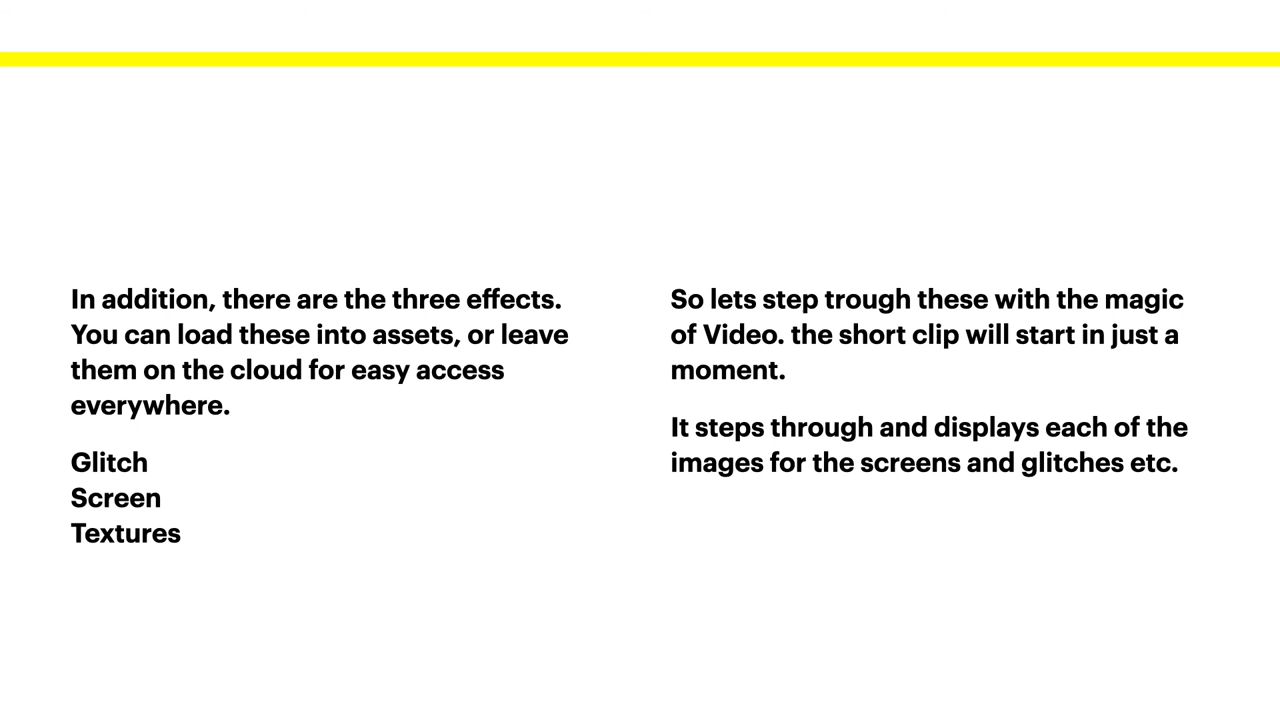 In addition, there are the three effects.
You can load these into assets, or leave
them on the cloud for easy access
everywhere.
Glitch
Screen
Textures
So lets step trough these with the magic
of Video. the short clip will start in just a
moment.
It steps through and displays each of the
images for the screens and glitches etc.